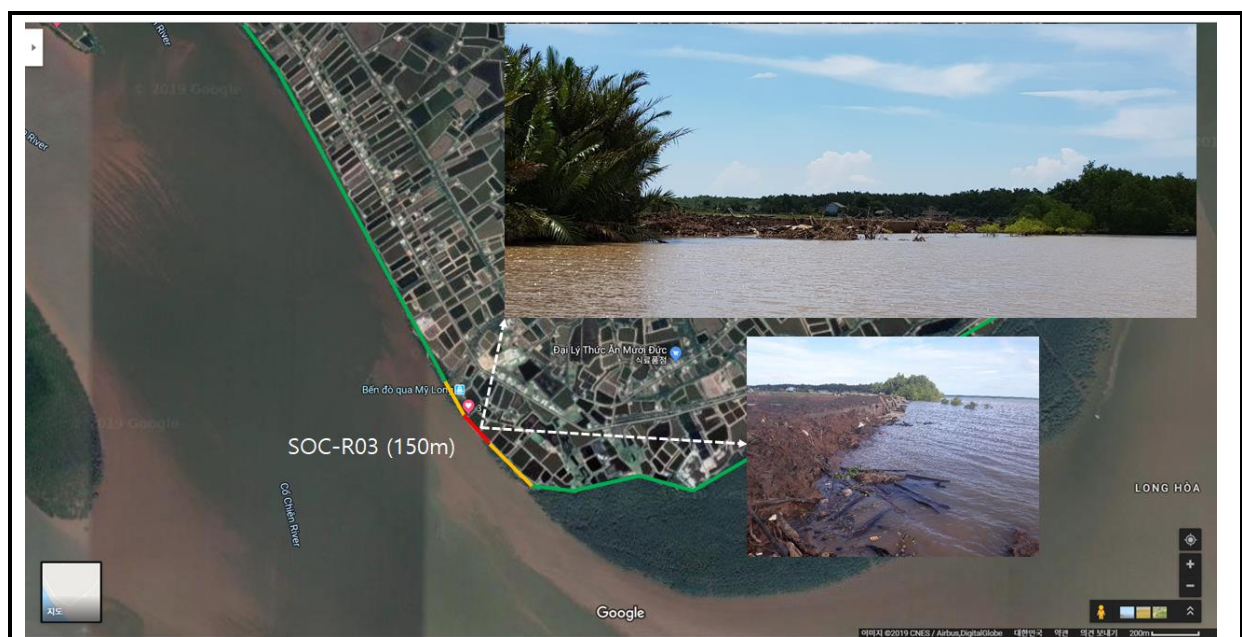 River
© 2019 Google
River
Đại Lý Thức Ăn Mười Đức
식료품점
Bến đò qua Mỹ Long
3
2019 Google
SOC-R03 (150m)
LONG HÒA
Cổ Chiên River
지도
Google
이미지 ©2019 CNES / Airbus,DigitalGlobe 대한민국 약관 의견 보내기 200m